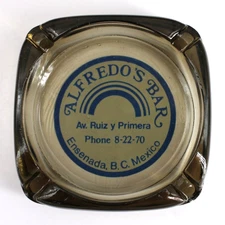 ALFREDO'S BAR
Av. Ruiz y Primera
Phone 8-22-70
Ensenada, B.C. Mexico